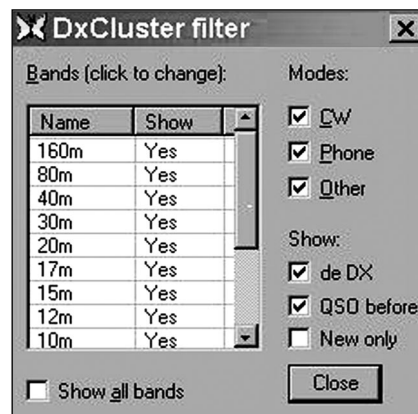 DxCluster filter
Bands (click to change):
Name Show
160m Yes
80m Yes
40m Yes
30m Yes
20m Yes
17m Yes
15m Yes
12m Yes
10m Yes
Show all bands
Modes:
CW
Phone
Other
Show:
de DX
QSO before
New only
Close